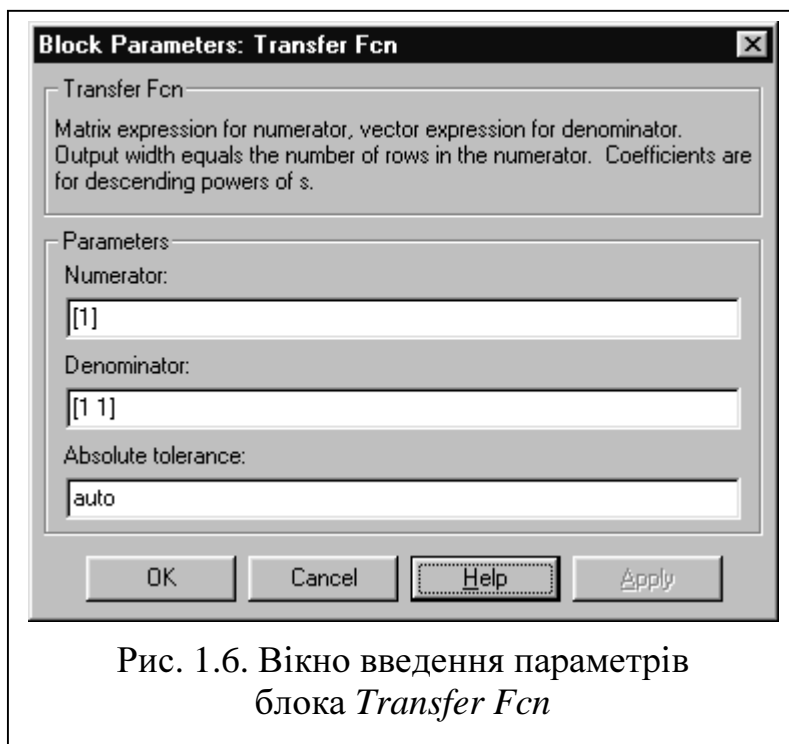 Block Parameters: Transfer Fcn
Transfer Fcn
Matrix expression for numerator, vector expression for denominator.
Output width equals the number of rows in the numerator. Coefficients are
for descending powers of s.
Parameters
Numerator:
[1]
Denominator:
[1 1]
Absolute tolerance:
auto
OK Cancel Help Apply
Рис. 1.6. Вікно введення параметрів
блока Transfer Fcn